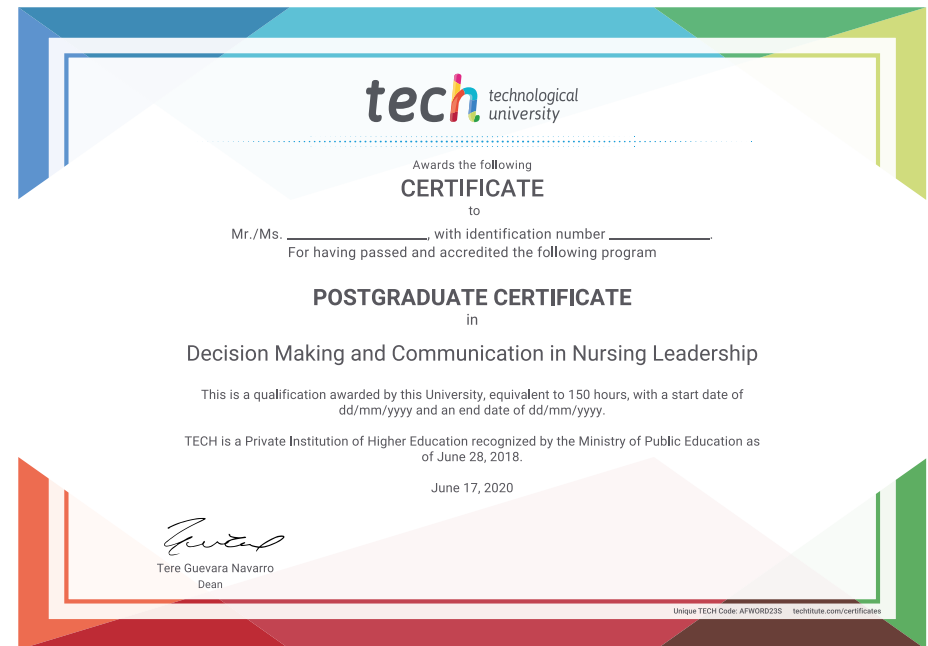 tech technological
university
Awards the following
CERTIFICATE
to
Mr./Ms. ____________________, with identification number ______________.
For having passed and accredited the following program
POSTGRADUATE CERTIFICATE
in
Decision Making and Communication in Nursing Leadership
This is a qualification awarded by this University, equivalent to 150 hours, with a start date of
dd/mm/yyyy and an end date of dd/mm/yyyy.
TECH is a Private Institution of Higher Education recognized by the Ministry of Public Education as
of June 28, 2018.
June 17, 2020
Tere Guevara Navarro
Dean
Unique TECH Code: AFWORD23S techtitute.com/certificates